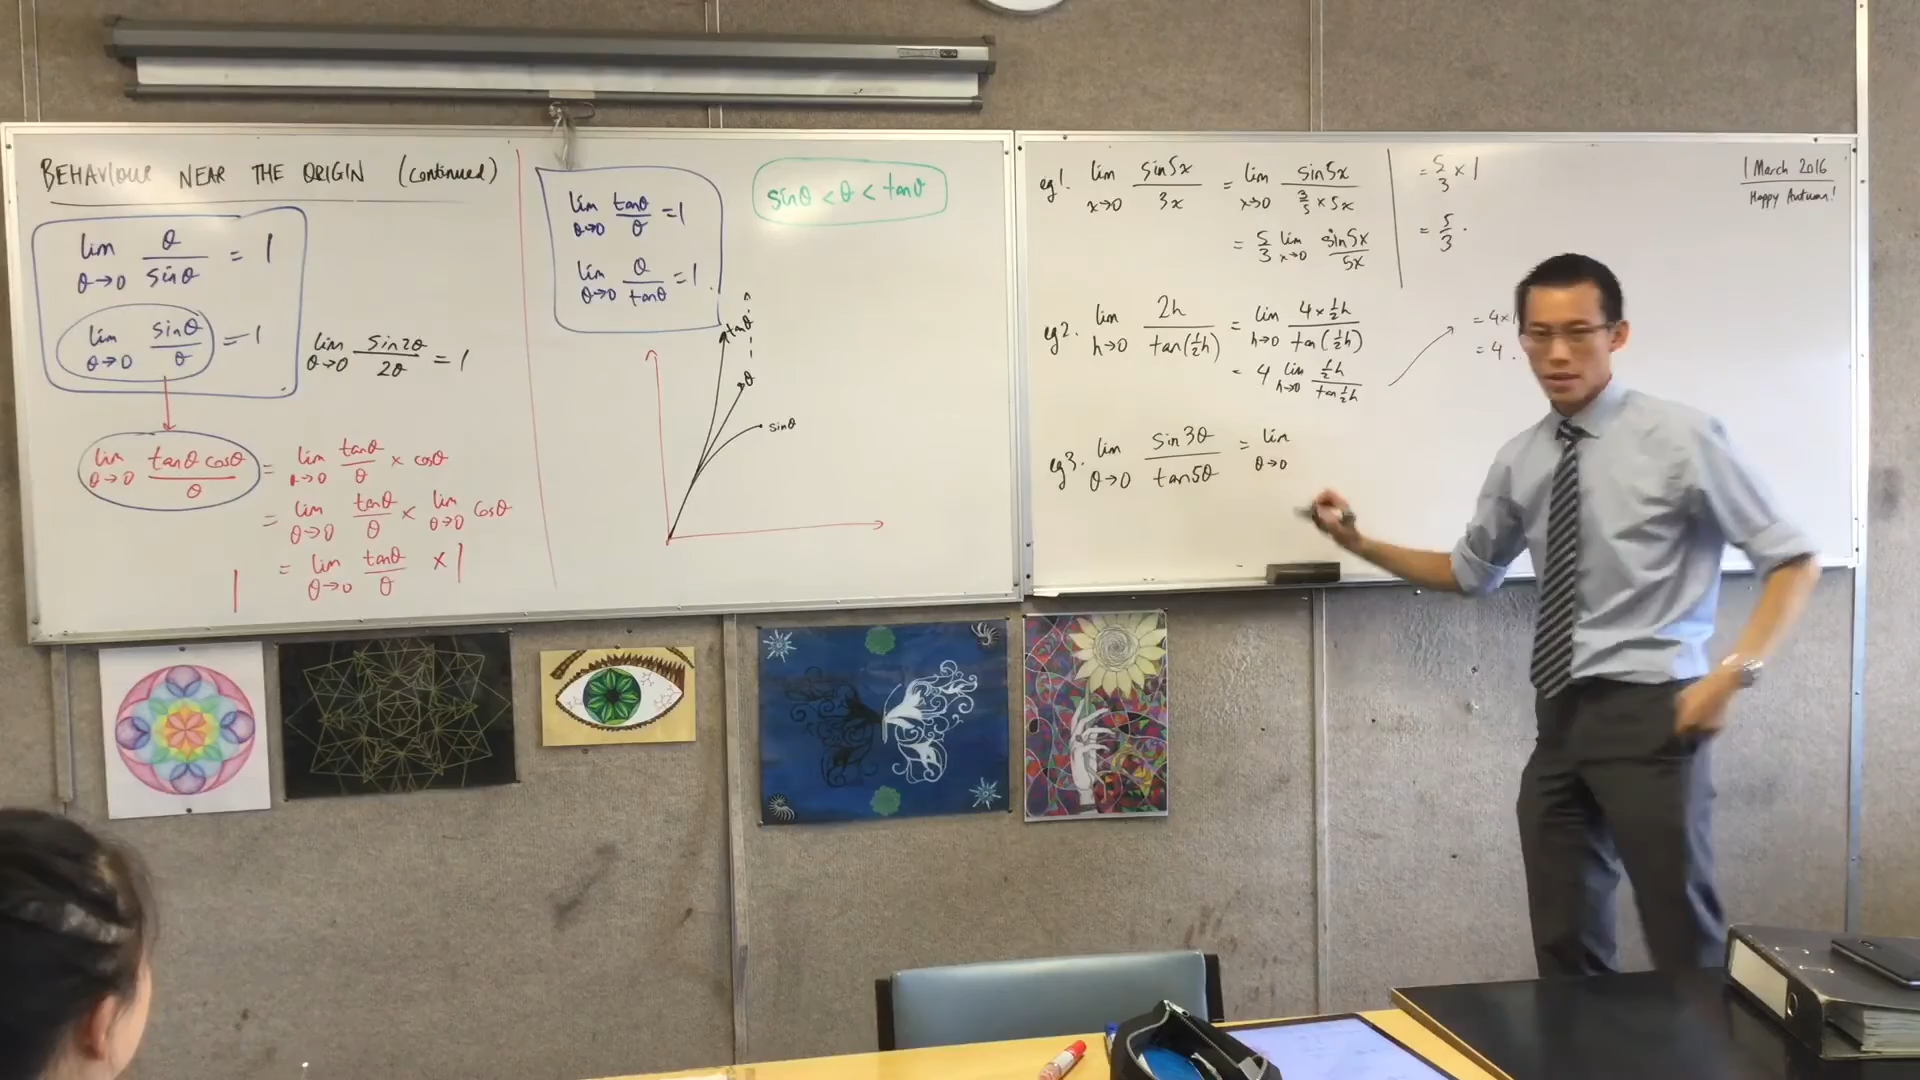 BEHAVIOUR NEAR THE ORIGIN (continued)
lim θ→0 θ/sinθ = 1
lim θ→0 sinθ/θ = 1
lim θ→0 sin2θ/2θ = 1
lim θ→0 tanθ cosθ/θ = lim θ→0 tanθ/θ × cosθ
= lim θ→0 tanθ/θ × lim θ→0 cosθ
= lim θ→0 tanθ/θ × 1
1
lim θ→0 tanθ/θ = 1
lim θ→0 θ/tanθ = 1.
sinθ < θ < tanθ
tanθ
θ
sinθ
eg1. lim x→0 sin5x/3x = lim x→0 sin5x/(3/5 × 5x)
= 5/3 lim x→0 sin5x/5x
= 5/3 × 1
= 5/3.
eg2. lim h→0 2h/tan(½h) = lim h→0 4×½h/tan(½h)
= 4 lim h→0 ½h/tan½h
= 4×1
= 4.
eg3. lim θ→0 sin3θ/tan5θ = lim θ→0
1 March 2016
Happy Autumn!